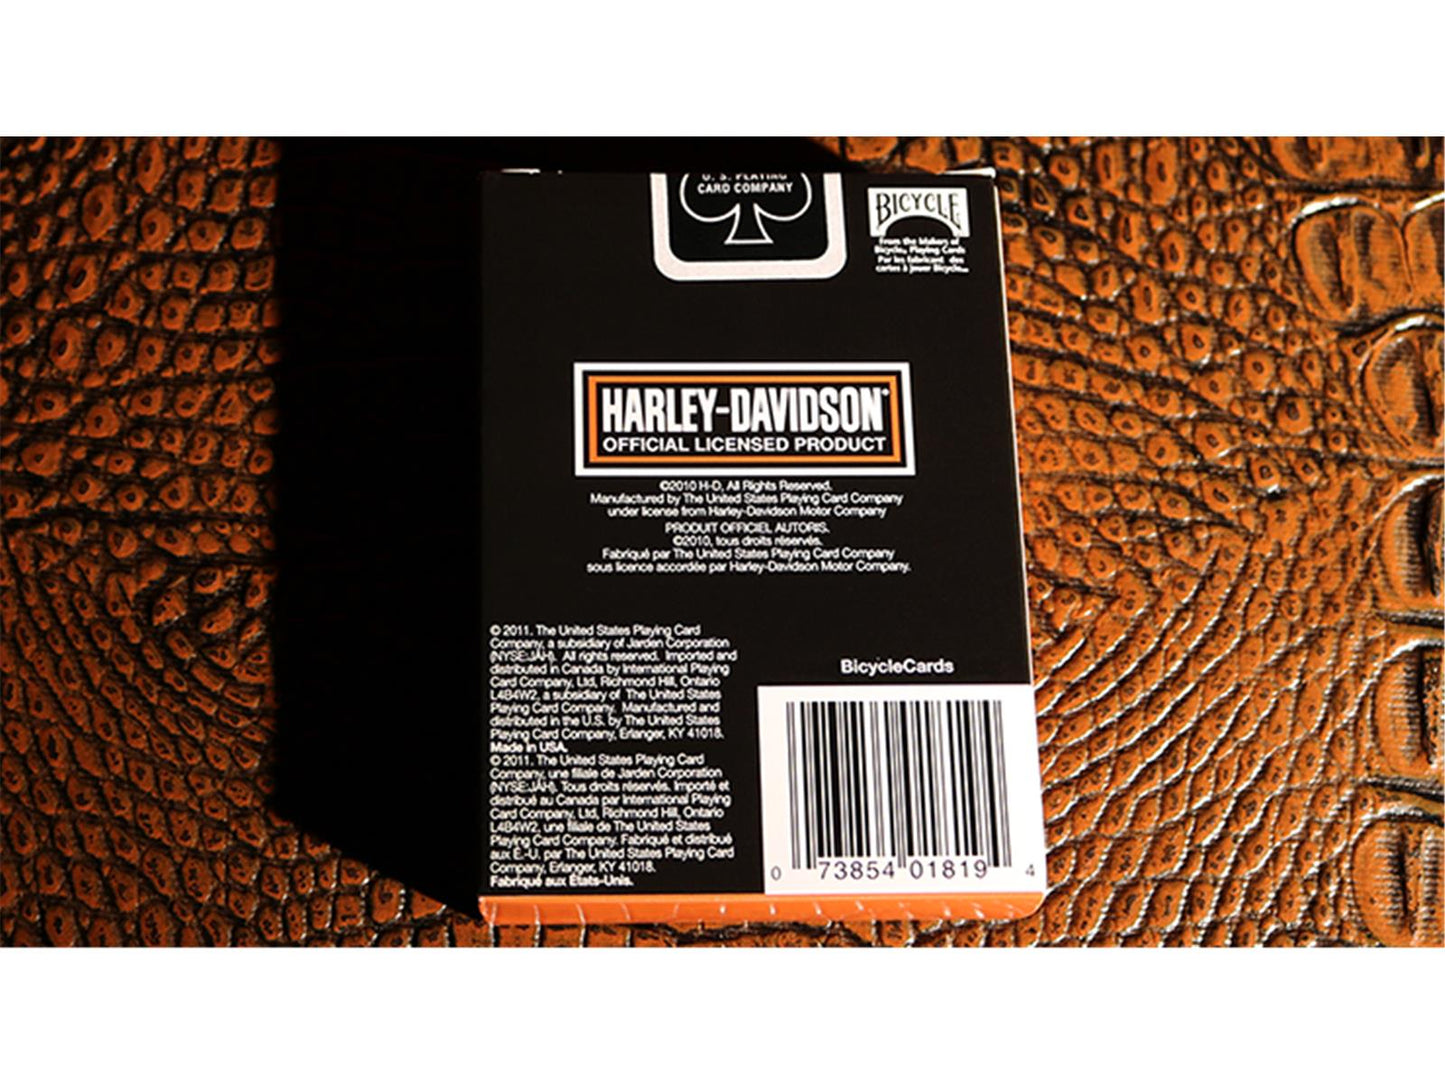 U. S. PLAYING
CARD COMPANY
BICYCLE
From the Makers of
Bicycle® Playing Cards
Par les fabricant des
cartes à jouer Bicycle
HARLEY-DAVIDSON®
OFFICIAL LICENSED PRODUCT
©2010 H-D, All Rights Reserved.
Manufactured by The United States Playing Card Company
under license from Harley-Davidson Motor Company
PRODUIT OFFICIEL AUTORIS.
©2010, tous droits réservés.
Fabriqué par The United States Playing Card Company
sous licence accordée par Harley-Davidson Motor Company.
© 2011. The United States Playing Card
Company, a subsidiary of Jarden Corporation
(NYSE:JAH). All rights reserved. Imported and
distributed in Canada by International Playing
Card Company, Ltd, Richmond Hill, Ontario
L4B4W2, a subsidiary of The United States
Playing Card Company. Manufactured and
distributed in the U.S. by The United States
Playing Card Company, Erlanger, KY 41018.
Made in USA.
© 2011. The United States Playing Card
Company, une filiale de Jarden Corporation
(NYSE:JAH). Tous droits réservés. Importé et
distribué au Canada par International Playing
Card Company, Ltd, Richmond Hill, Ontario
L4B4W2, une filiale de The United States
Playing Card Company. Fabriqué et distribué
aux É.-U. par The United States Playing Card
Company, Erlanger, KY 41018.
Fabriqué aux États-Unis.
BicycleCards
0 73854 01819 4